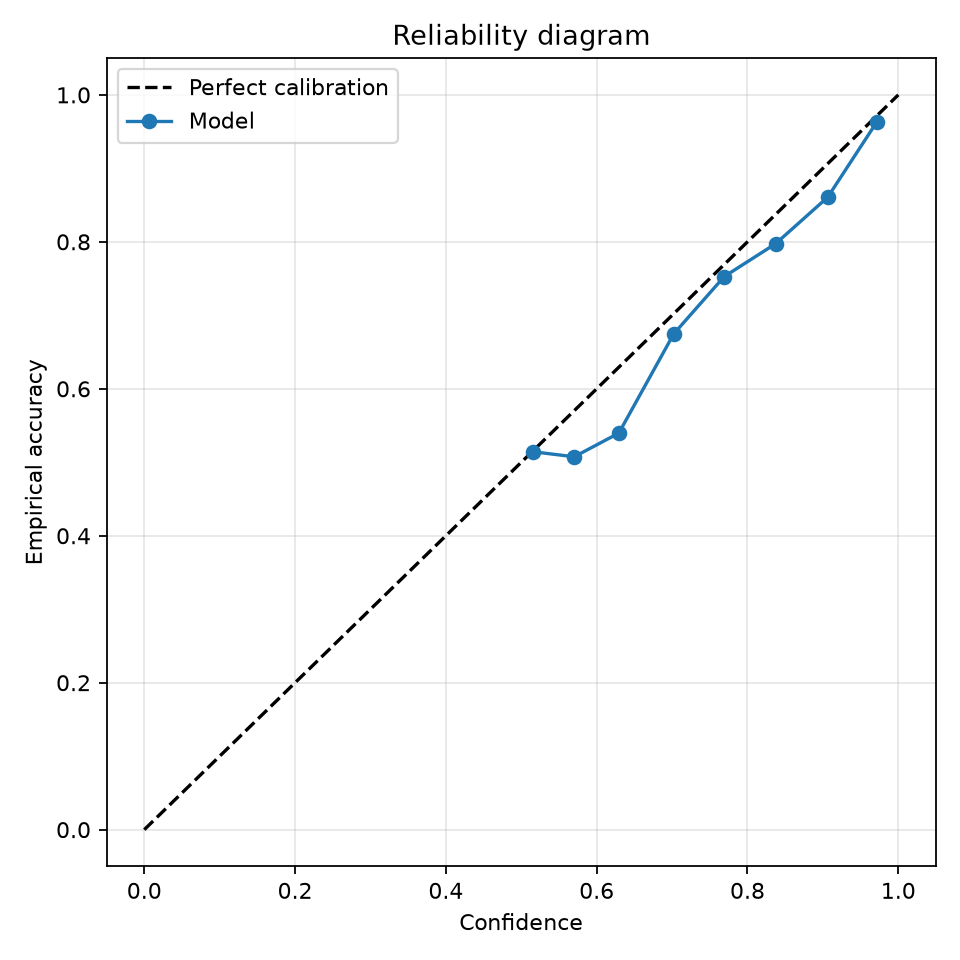 Reliability diagram
Perfect calibration
Model
1.0
0.8
0.6
0.4
0.2
0.0
Empirical accuracy
0.0 0.2 0.4 0.6 0.8 1.0
Confidence